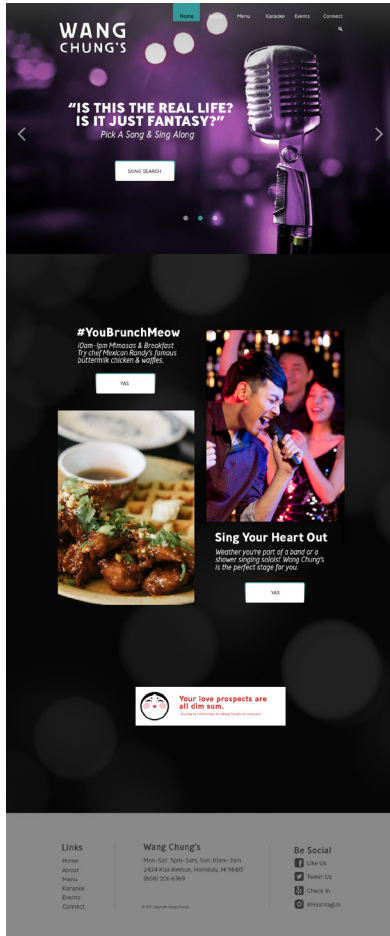 WANG
CHUNG'S
Home
Menu
Karaoke
Events
Connect
"IS THIS THE REAL LIFE?
IS IT JUST FANTASY?"
Pick A Song & Sing Along
SONG SEARCH
#YouBrunchMeow
10am-1pm Mimosas & Breakfast
Try chef Mexican Randy's famous
buttermilk chicken & waffles.
YAS
Sing Your Heart Out
Weather you're part of a band or a
shower singing soloist Wang Chung's
is the perfect stage for you.
YAS
Your love prospects are
all dim sum.
Links
Home
About
Menu
Karaoke
Events
Connect
Wang Chung's
Mon-Sat: 5pm-2am, Sun: 10am-2am
2424 Koa Avenue, Honolulu, HI 96815
(808) 201-6369
© 2017 Copyright Wang Chung's
Be Social
Like Us
Tweet Us
Check In
#HashtagUs